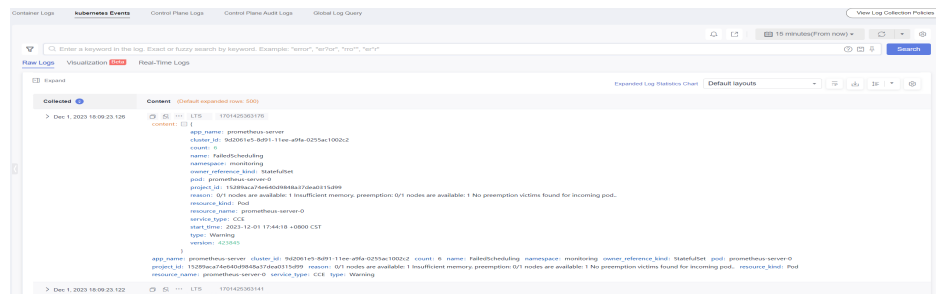 Container Logs Kubernetes Events Control Plane Logs Control Plane Audit Logs Global Log Query View Log Collection Policies
15 minutes(From now)
Enter a keyword in the log. Exact or fuzzy search by keyword. Example: "error", "er?or", "rro*", "er*r" Search
Raw Logs Visualization Beta Real-Time Logs
Expand Expanded Log Statistics Chart Default layouts
Collected Content (Default expanded rows: 500)
> Dec 1, 2023 18:09:23.126 LTS 1701425363176
content: {
app_name: prometheus-server
cluster_id: 9d2061e5-8d91-11ee-a9fa-0255ac1002c2
count: 6
name: FailedScheduling
namespace: monitoring
owner_reference_kind: StatefulSet
pod: prometheus-server-0
project_id: 15289aca74e640d9848a37dea0315d99
reason: 0/1 nodes are available: 1 Insufficient memory. preemption: 0/1 nodes are available: 1 No preemption victims found for incoming pod..
resource_kind: Pod
resource_name: prometheus-server-0
service_type: CCE
start_time: 2023-12-01 17:44:18 +0800 CST
type: Warning
version: 423845
}
app_name: prometheus-server cluster_id: 9d2061e5-8d91-11ee-a9fa-0255ac1002c2 count: 6 name: FailedScheduling namespace: monitoring owner_reference_kind: StatefulSet pod: prometheus-server-0
project_id: 15289aca74e640d9848a37dea0315d99 reason: 0/1 nodes are available: 1 Insufficient memory. preemption: 0/1 nodes are available: 1 No preemption victims found for incoming pod.. resource_kind: Pod
resource_name: prometheus-server-0 service_type: CCE type: Warning
> Dec 1, 2023 18:09:23.122 LTS 1701425363141